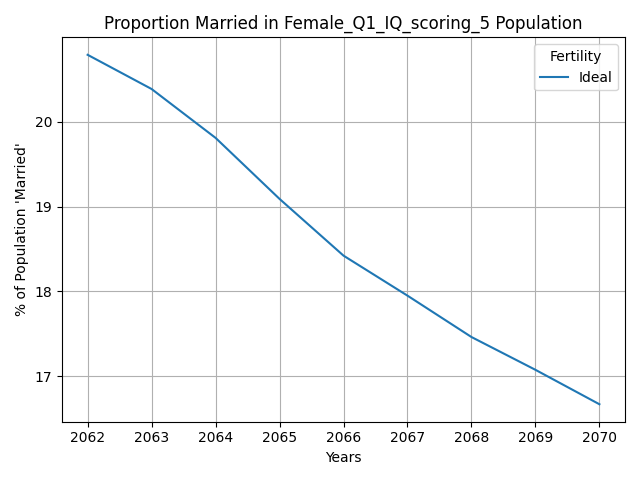 Proportion Married in Female_Q1_IQ_scoring_5 Population
Fertility
Ideal
% of Population 'Married'
20
19
18
17
2062 2063 2064 2065 2066 2067 2068 2069 2070
Years